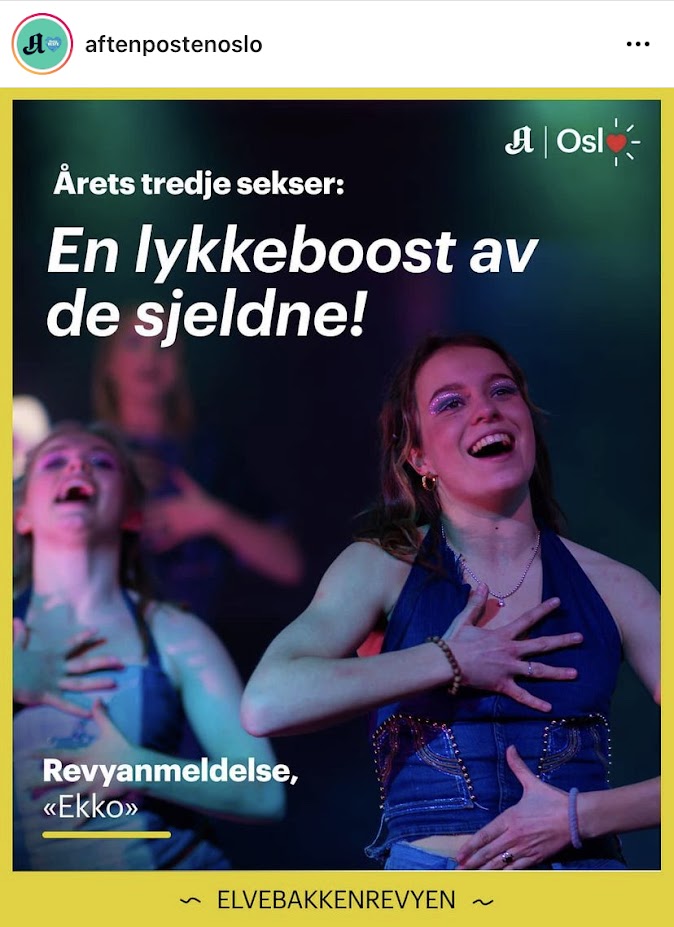 aftenpostenoslo
A | Oslo
Årets tredje sekser:
En lykkeboost av
de sjeldne!
Revyanmeldelse,
«Ekko»
~ ELVEBAKKENREVYEN ~